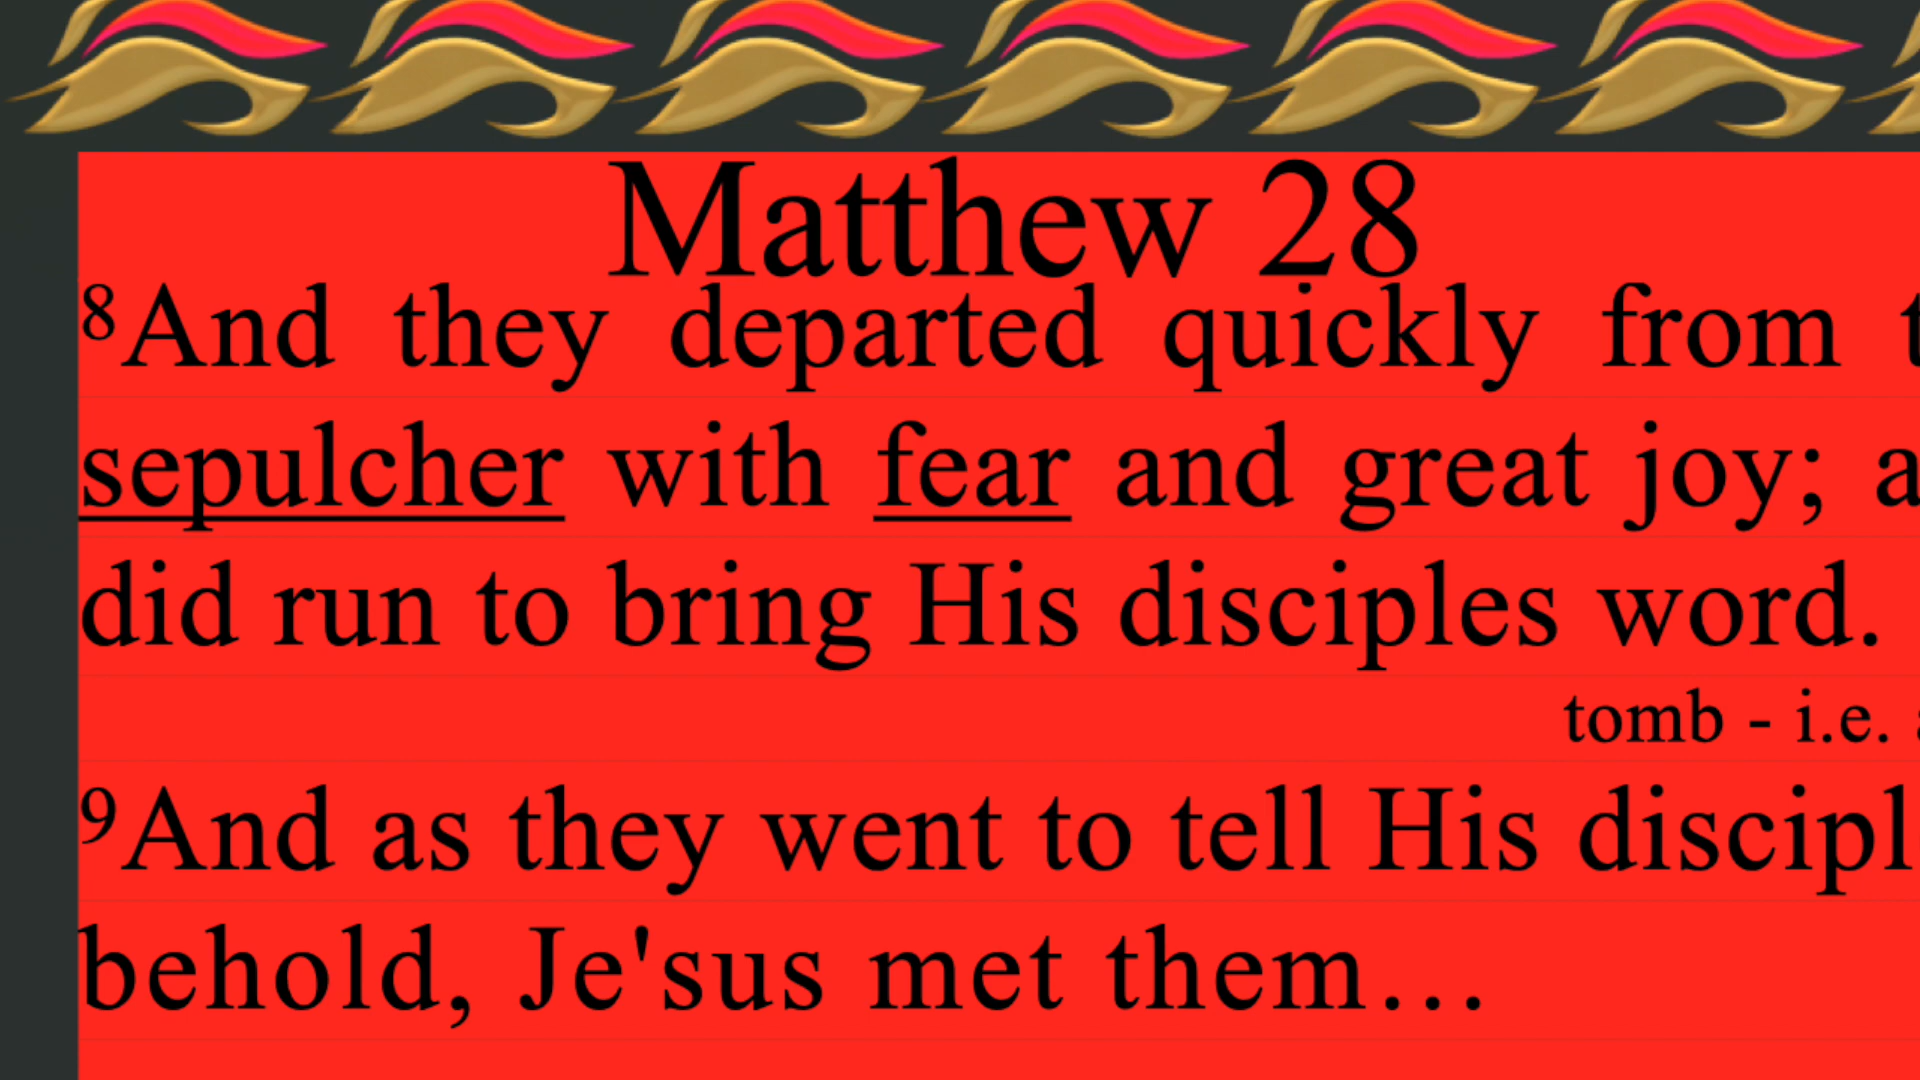 Matthew 28
8And they departed quickly from
sepulcher with fear and great joy;
did run to bring His disciples word.
tomb - i.e.
9And as they went to tell His
behold, Je'sus met them…